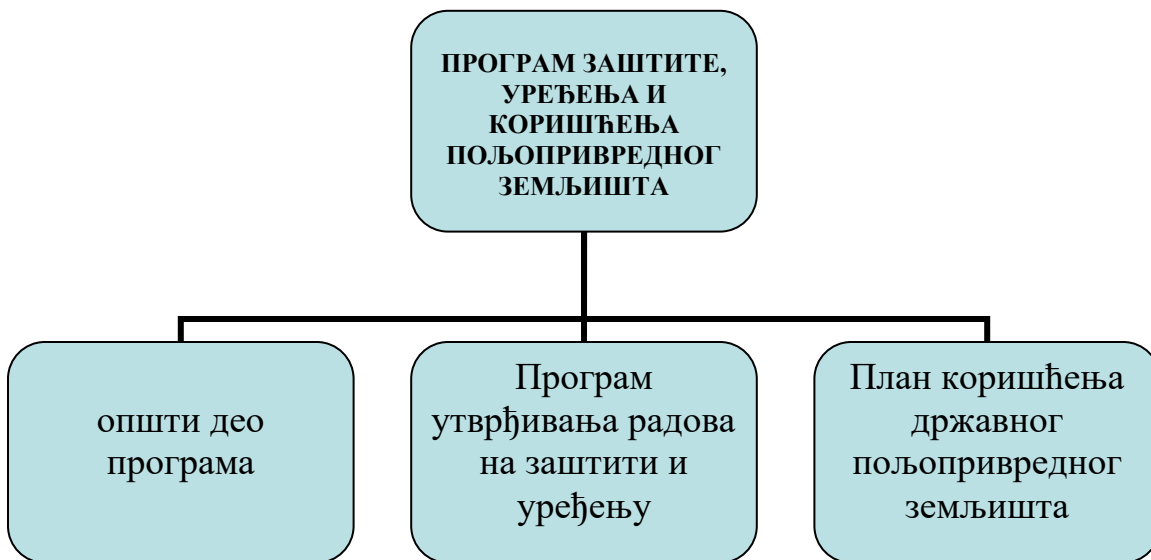 ПРОГРАМ ЗАШТИТЕ,
УРЕЂЕЊА И
КОРИШЋЕЊА
ПОЉОПРИВРЕДНОГ
ЗЕМЉИШТА
општи део
програма
Програм
утврђивања радова
на заштити и
уређењу
План коришћења
државног
пољопривредног
земљишта